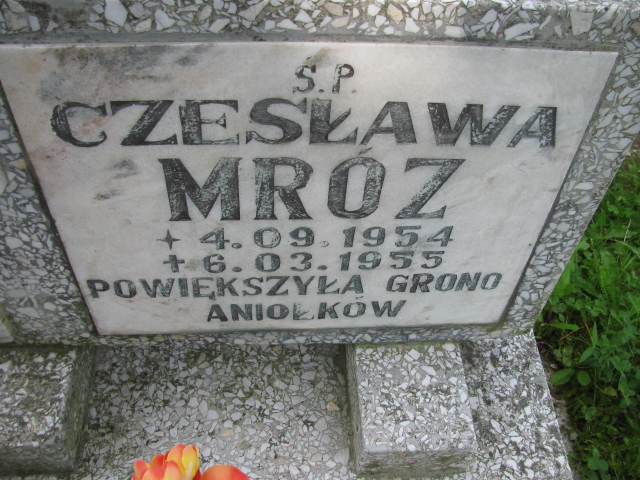 Ś.P.
CZESŁAWA
MRÓZ
4.09.1954
6.03.1955
POWIĘKSZYŁA GRONO
ANIOŁKÓW